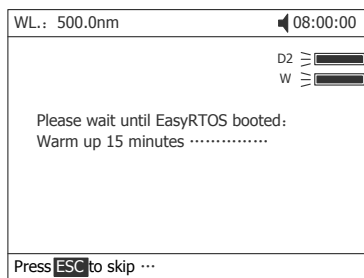 WL.：500.0nm 08:00:00
D2
W
Please wait until EasyRTOS booted：
Warm up 15 minutes ……………
Press ESC to skip …